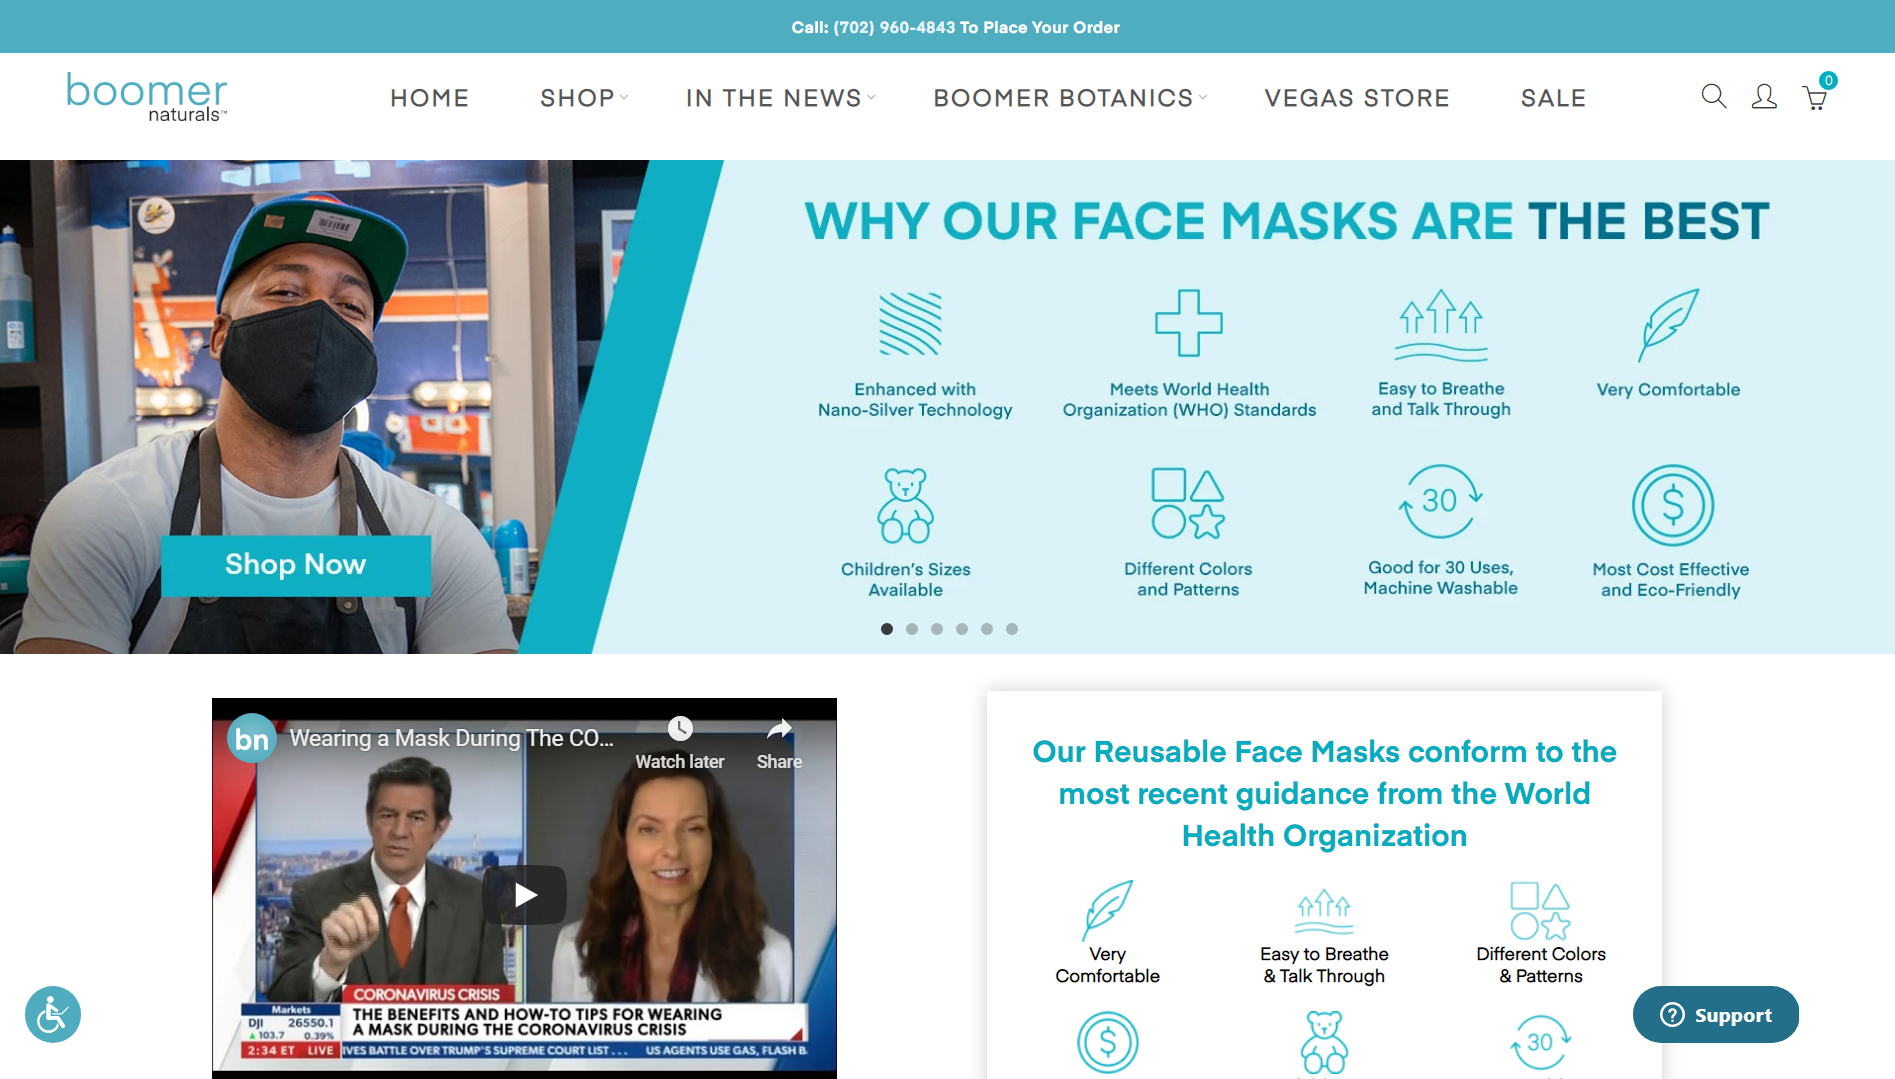 Call: (702) 960-4843 To Place Your Order
boomer
naturals™
HOME
SHOP
IN THE NEWS
BOOMER BOTANICS
VEGAS STORE
SALE
0
WHY OUR FACE MASKS ARE THE BEST
Enhanced with
Nano-Silver Technology
Meets World Health
Organization (WHO) Standards
Easy to Breathe
and Talk Through
Very Comfortable
Children's Sizes
Available
Different Colors
and Patterns
30
Good for 30 Uses,
Machine Washable
$
Most Cost Effective
and Eco-Friendly
Shop Now
bn
Wearing a Mask During The CO...
Watch later
Share
CORONAVIRUS CRISIS
Markets
DJI 26550.1
103.7 0.39%
THE BENEFITS AND HOW-TO TIPS FOR WEARING
A MASK DURING THE CORONAVIRUS CRISIS
2:34 ET LIVE
IVES BATTLE OVER TRUMP'S SUPREME COURT LIST . . . US AGENTS USE GAS, FLASH B
Our Reusable Face Masks conform to the
most recent guidance from the World
Health Organization
Very
Comfortable
Easy to Breathe
& Talk Through
Different Colors
& Patterns
$
30
Support